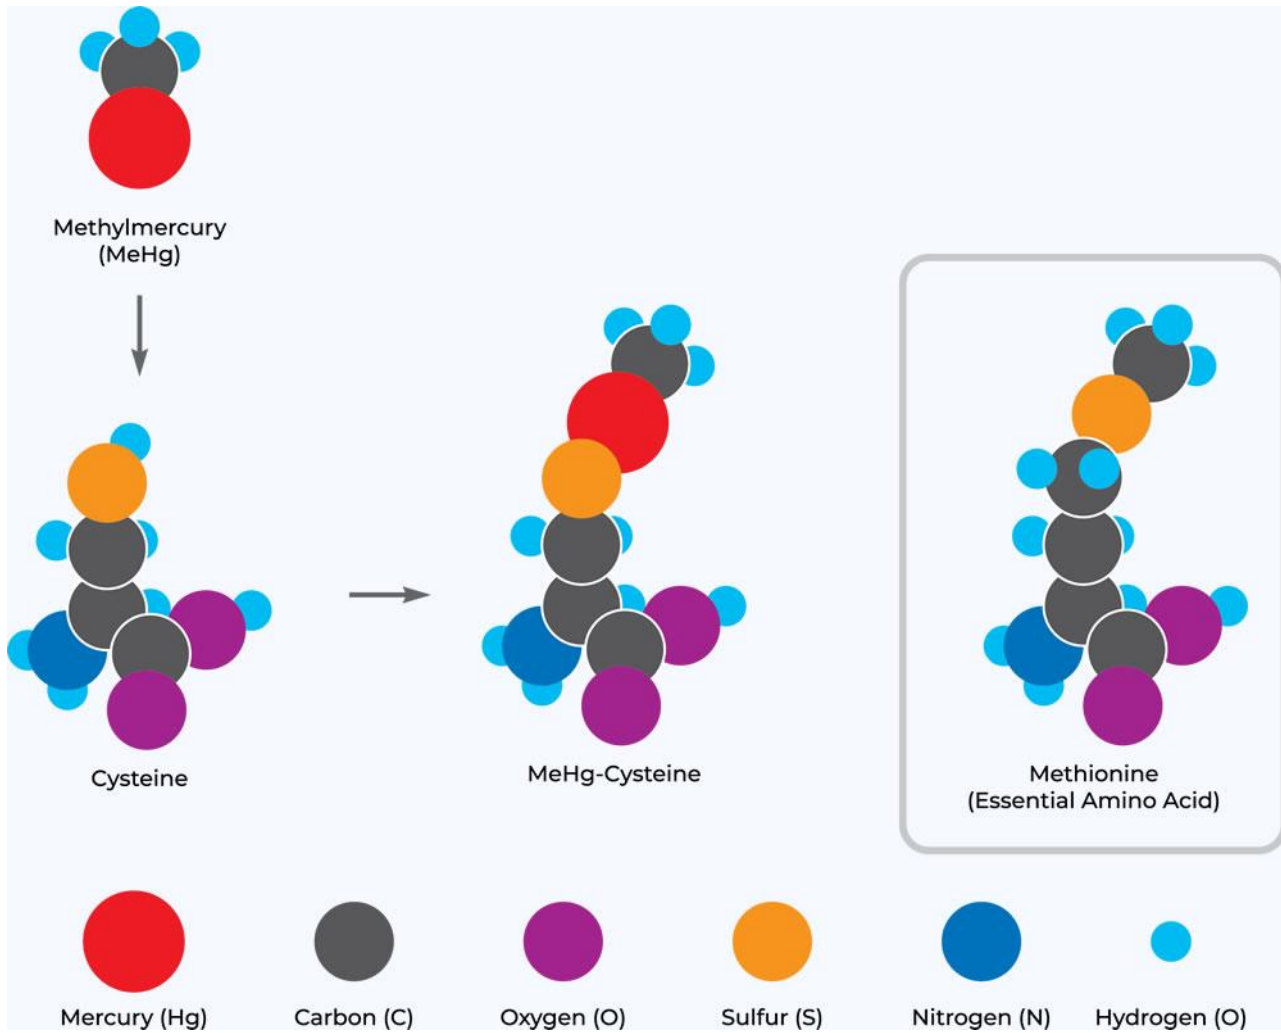 Methylmercury
(MeHg)
Cysteine
MeHg-Cysteine
Methionine
(Essential Amino Acid)
Mercury (Hg)
Carbon (C)
Oxygen (O)
Sulfur (S)
Nitrogen (N)
Hydrogen (O)